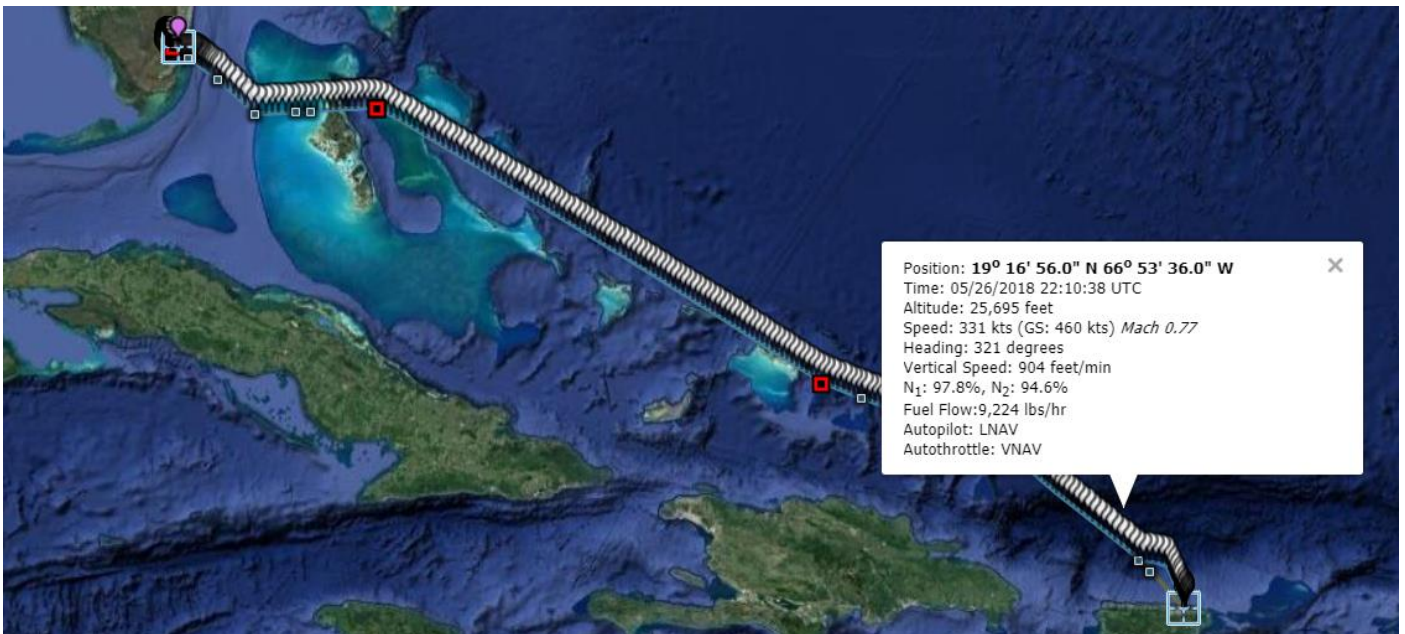 Position: 19⁰ 16' 56.0" N 66⁰ 53' 36.0" W
Time: 05/26/2018 22:10:38 UTC
Altitude: 25,695 feet
Speed: 331 kts (GS: 460 kts) Mach 0.77
Heading: 321 degrees
Vertical Speed: 904 feet/min
N₁: 97.8%, N₂: 94.6%
Fuel Flow:9,224 lbs/hr
Autopilot: LNAV
Autothrottle: VNAV